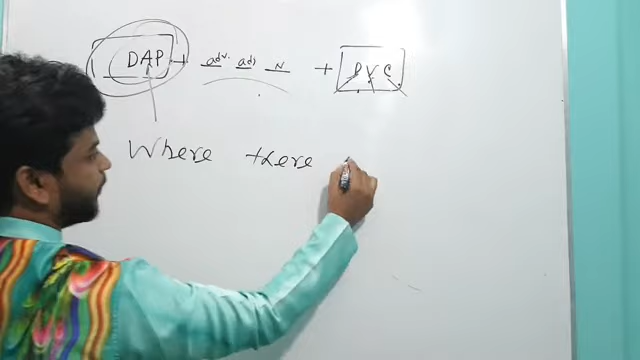 DAP + adv. adj N + PVC
Where there